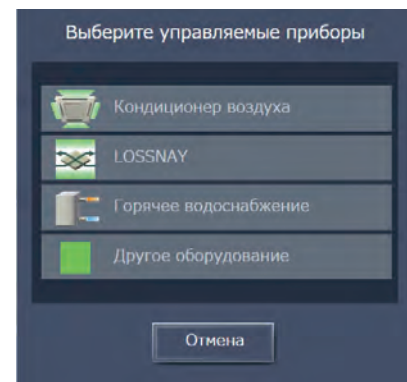 Выберите управляемые приборы
Кондиционер воздуха
LOSSNAY
Горячее водоснабжение
Другое оборудование
Отмена